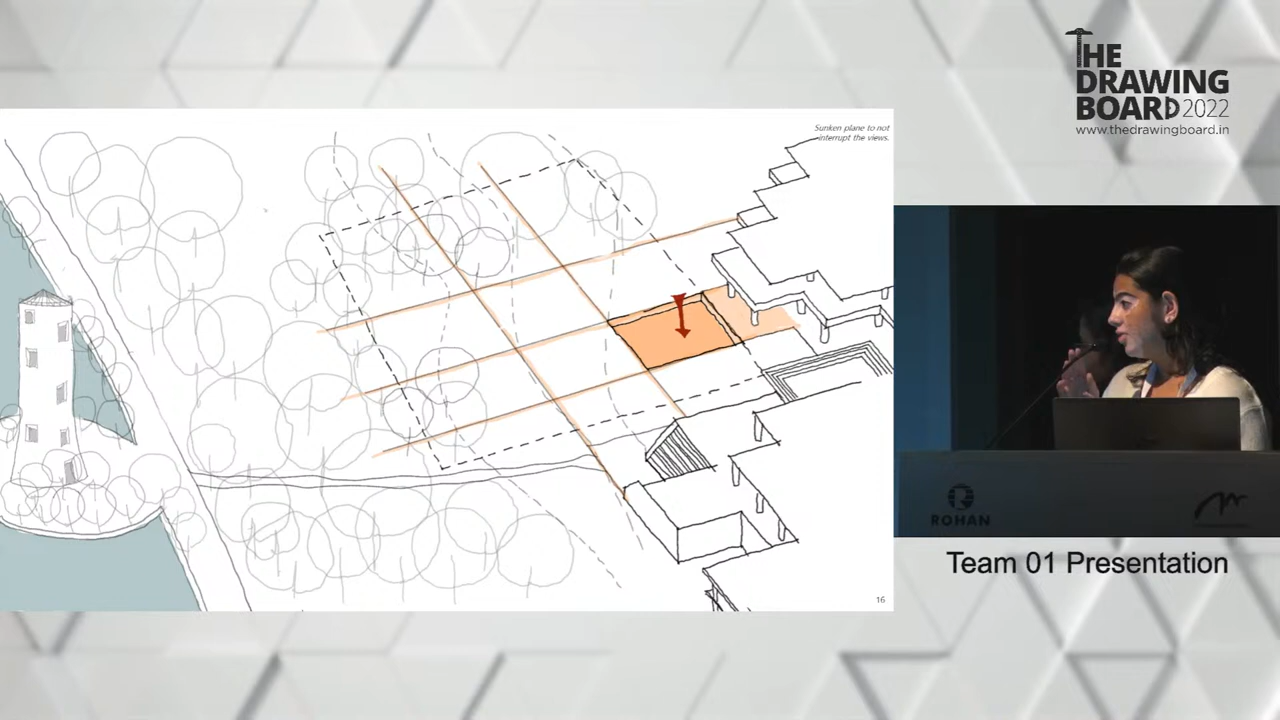 THE
DRAWING
BOARD 2022
www.thedrawingboard.in
Sunken plane to not
interrupt the views.
16
ROHAN
Team 01 Presentation